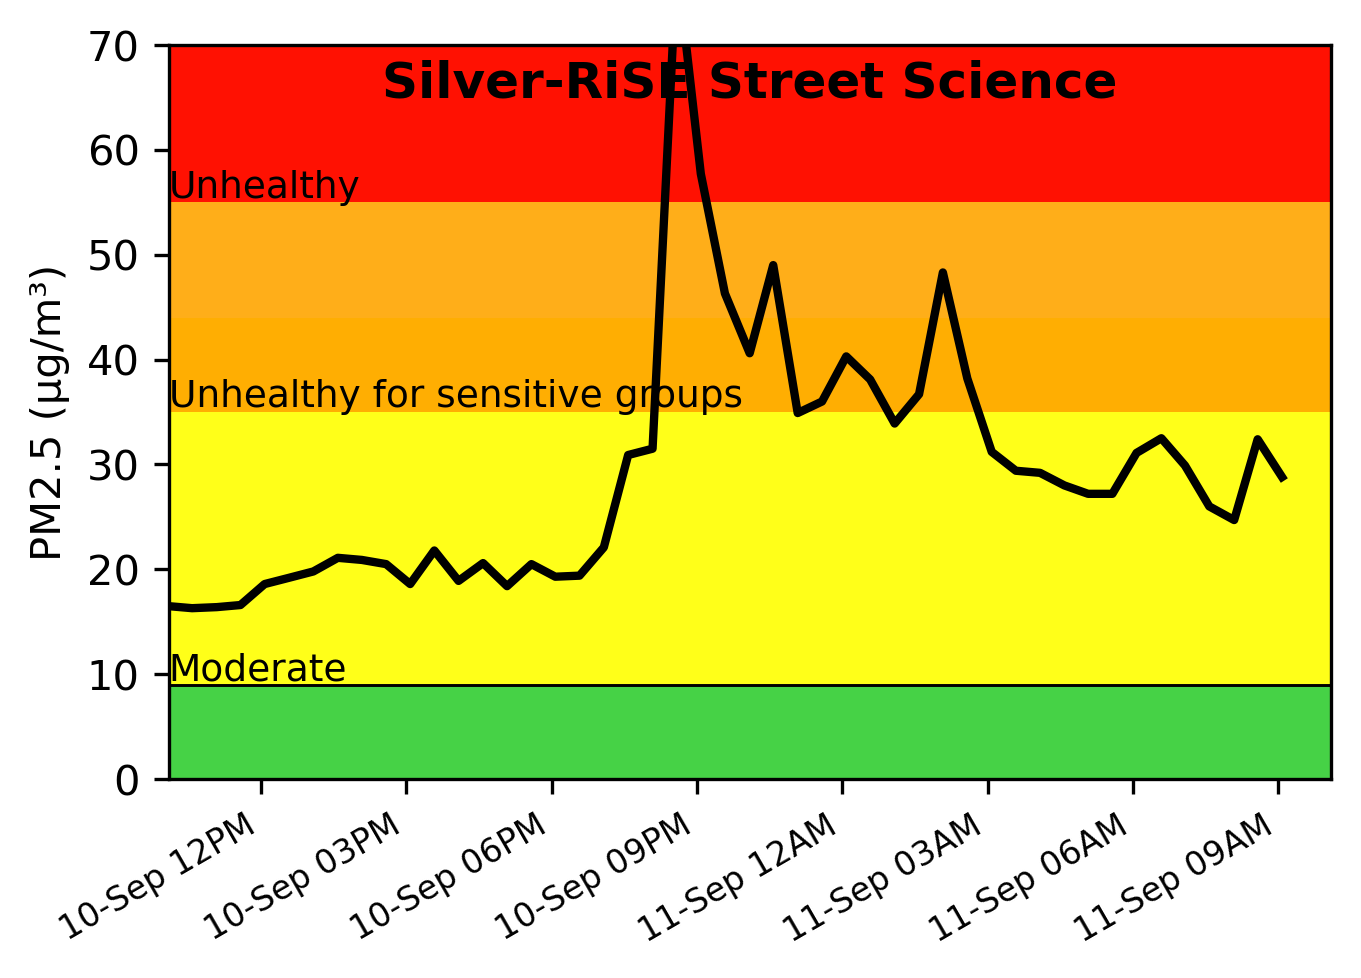 Silver-RiSE Street Science
70
60
50
40
30
20
10
0
PM2.5 (µg/m³)
Unhealthy
Unhealthy for sensitive groups
Moderate
10-Sep 12PM
10-Sep 03PM
10-Sep 06PM
10-Sep 09PM
11-Sep 12AM
11-Sep 03AM
11-Sep 06AM
11-Sep 09AM